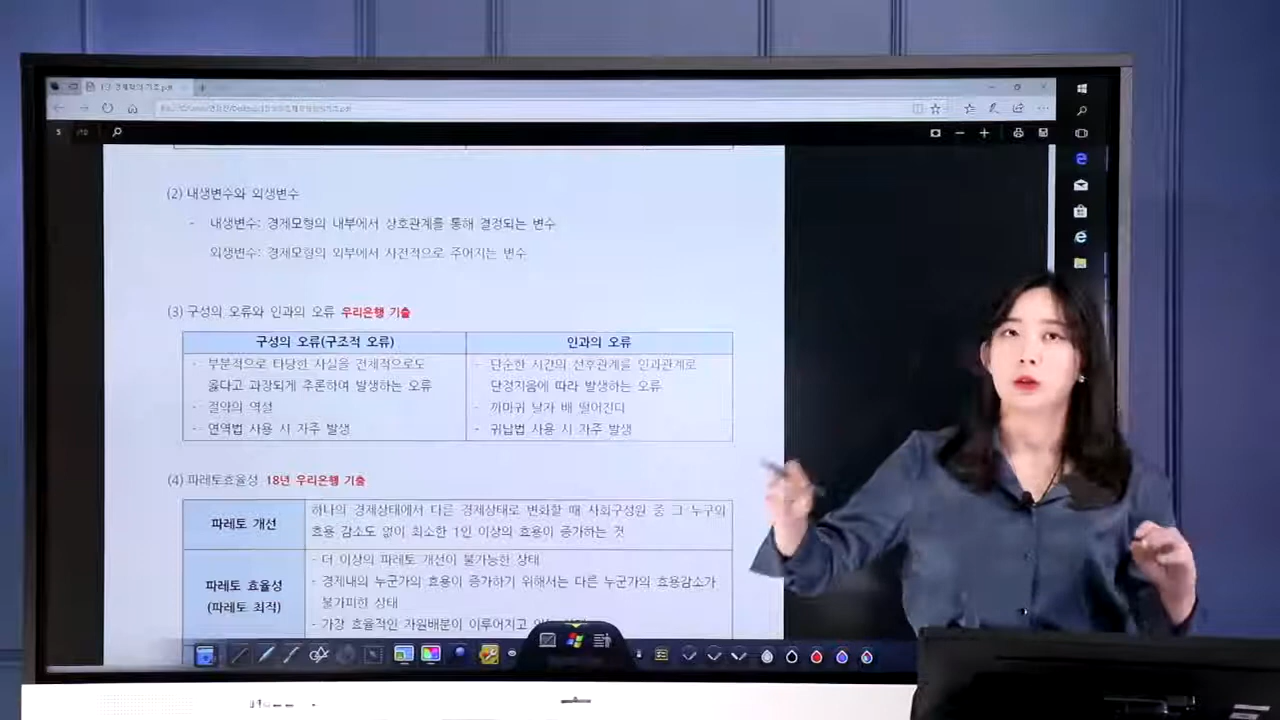 (2) 내생변수와 외생변수
- 내생변수: 경제모형의 내부에서 상호관계를 통해 결정되는 변수
외생변수: 경제모형의 외부에서 사전적으로 주어지는 변수
(3) 구성의 오류와 인과의 오류 우리은행 기출
구성의 오류(구조적 오류)
- 부분적으로 타당한 사실을 전체적으로도
옳다고 과장되게 추론하여 발생하는 오류
- 절약의 역설
- 연역법 사용 시 자주 발생
인과의 오류
- 단순한 시간의 선후관계를 인과관계로
단정지음에 따라 발생하는 오류
- 까마귀 날자 배 떨어진다
- 귀납법 사용 시 자주 발생
(4) 파레토효율성 18년 우리은행 기출
파레토 개선
하나의 경제상태에서 다른 경제상태로 변화할 때 사회구성원 중 그 누구의
효용 감소도 없이 최소한 1인 이상의 효용이 증가하는 것
파레토 효율성
(파레토 최적)
- 더 이상의 파레토 개선이 불가능한 상태
- 경제내의 누군가의 효용이 증가하기 위해서는 다른 누군가의 효용감소가
불가피한 상태
- 가장 효율적인 자원배분이 이루어지고